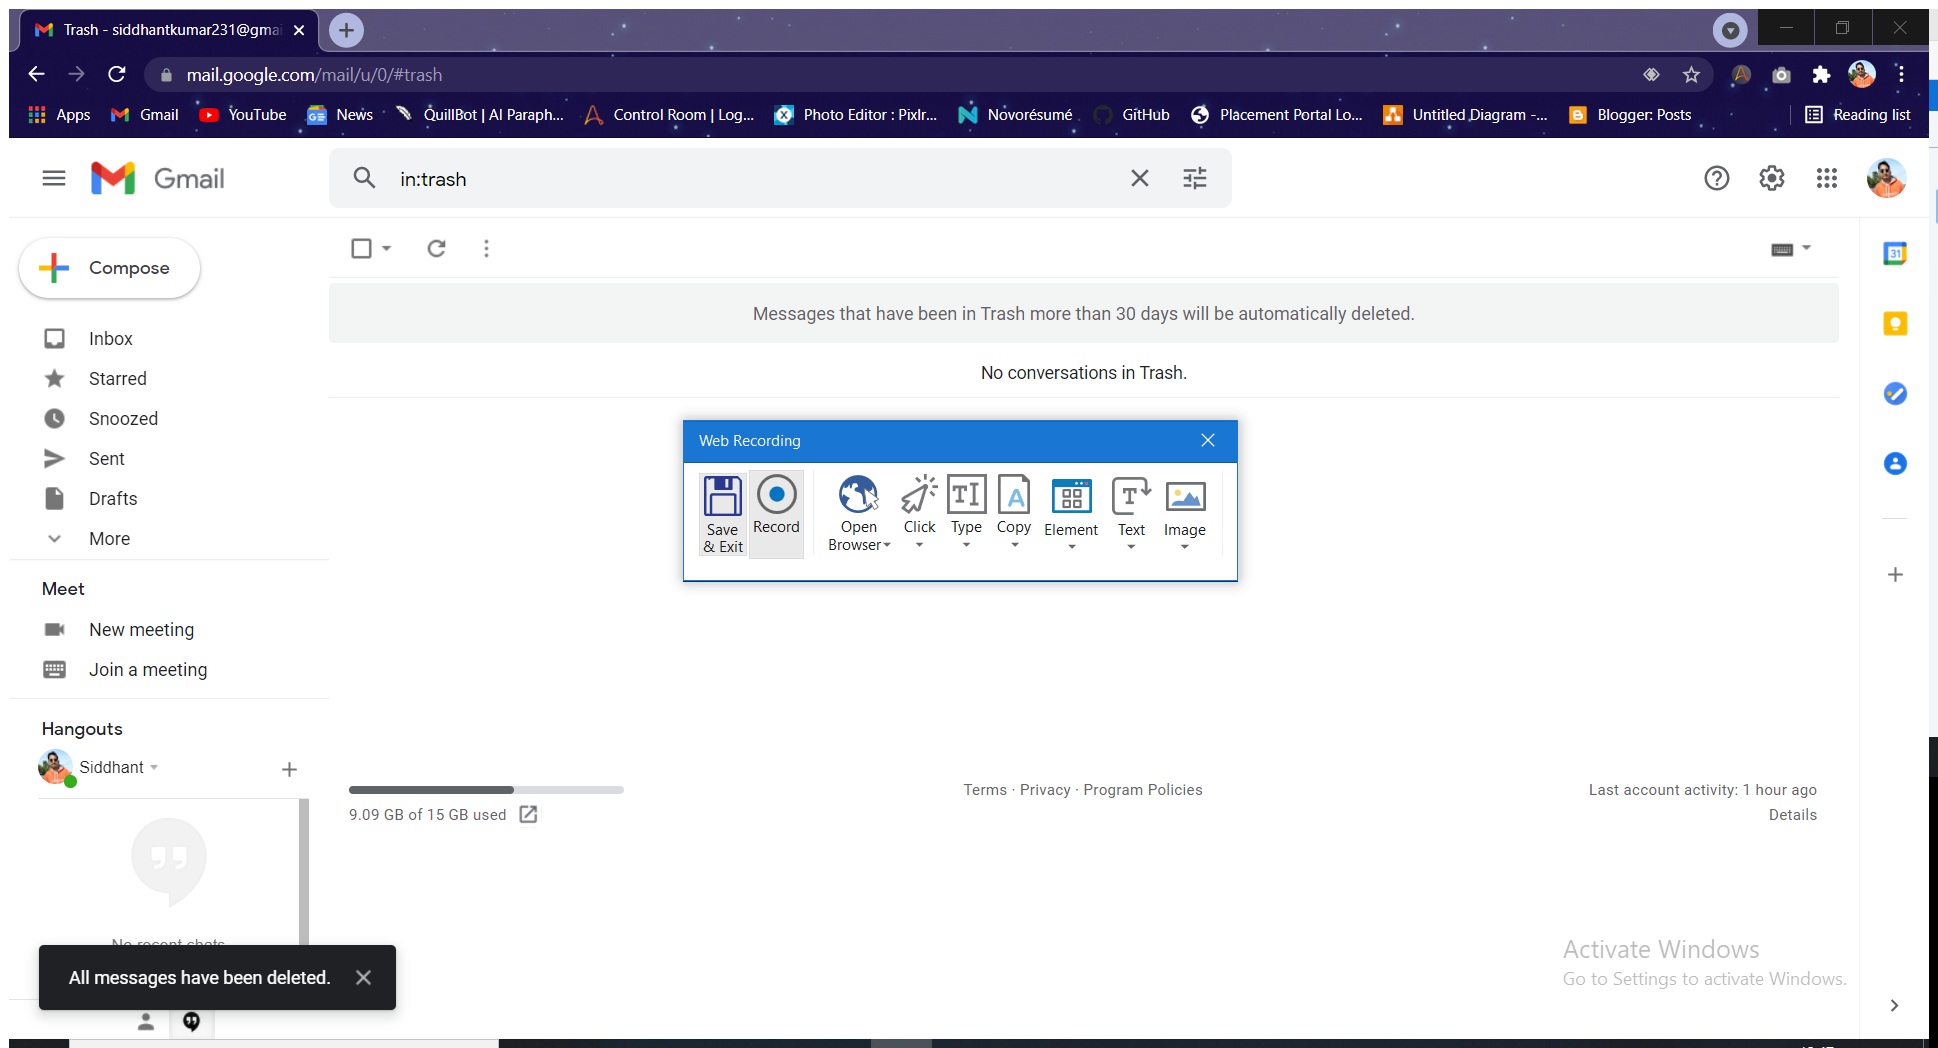 Trash - siddhantkumar231@gmai
mail.google.com/mail/u/0/#trash
Apps Gmail YouTube News QuillBot | AI Paraph... Control Room | Log... Photo Editor : Pixlr... Novorésumé GitHub Placement Portal Lo... Untitled Diagram -... Blogger: Posts Reading list
Gmail
in:trash
Compose
Messages that have been in Trash more than 30 days will be automatically deleted.
No conversations in Trash.
Inbox
Starred
Snoozed
Sent
Drafts
More
Meet
New meeting
Join a meeting
Hangouts
Siddhant
Web Recording
Save & Exit
Record
Open Browser
Click
Type
Copy
Element
Text
Image
31
9.09 GB of 15 GB used
Terms · Privacy · Program Policies
Last account activity: 1 hour ago
Details
No recent chats
All messages have been deleted.
Activate Windows
Go to Settings to activate Windows.